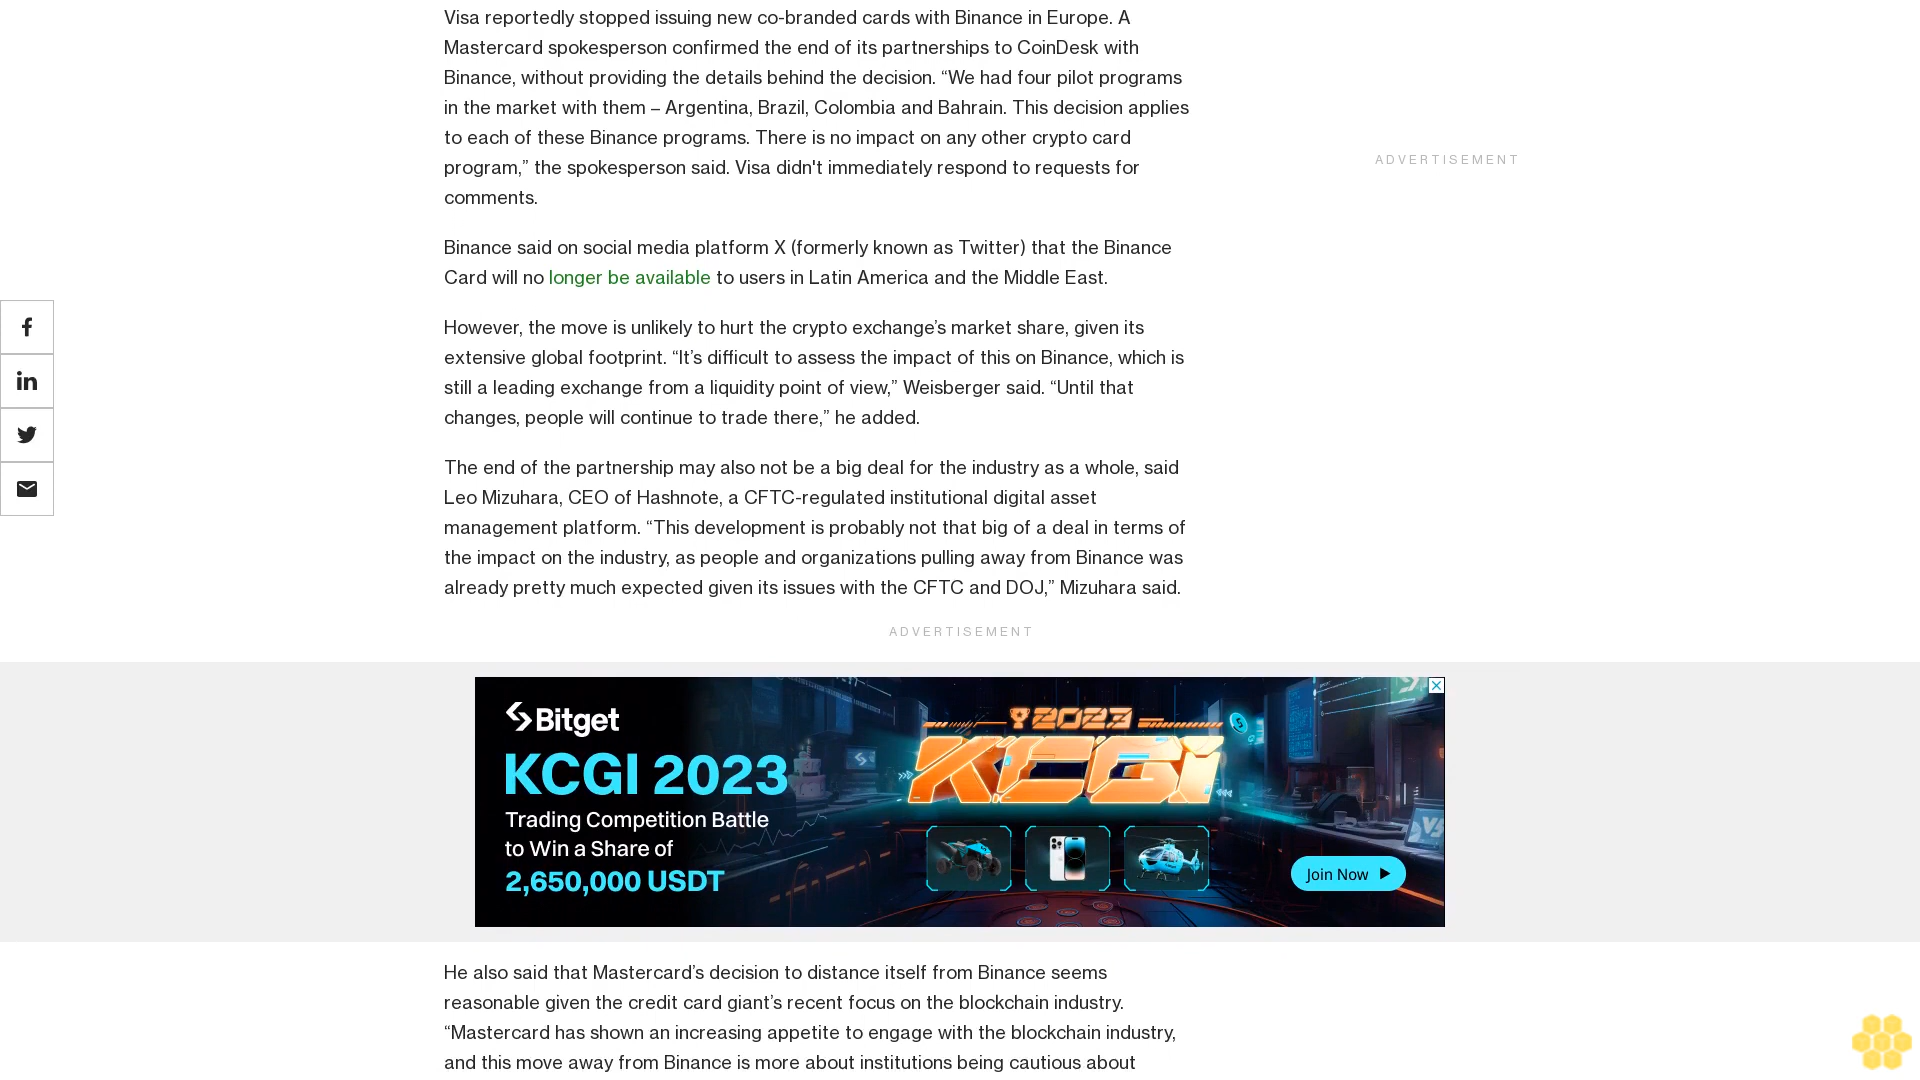 Visa reportedly stopped issuing new co-branded cards with Binance in Europe. A
Mastercard spokesperson confirmed the end of its partnerships to CoinDesk with
Binance, without providing the details behind the decision. “We had four pilot programs
in the market with them – Argentina, Brazil, Colombia and Bahrain. This decision applies
to each of these Binance programs. There is no impact on any other crypto card
program,” the spokesperson said. Visa didn't immediately respond to requests for
comments.
ADVERTISEMENT
Binance said on social media platform X (formerly known as Twitter) that the Binance
Card will no longer be available to users in Latin America and the Middle East.
However, the move is unlikely to hurt the crypto exchange’s market share, given its
extensive global footprint. “It’s difficult to assess the impact of this on Binance, which is
still a leading exchange from a liquidity point of view,” Weisberger said. “Until that
changes, people will continue to trade there,” he added.
The end of the partnership may also not be a big deal for the industry as a whole, said
Leo Mizuhara, CEO of Hashnote, a CFTC-regulated institutional digital asset
management platform. “This development is probably not that big of a deal in terms of
the impact on the industry, as people and organizations pulling away from Binance was
already pretty much expected given its issues with the CFTC and DOJ,” Mizuhara said.
ADVERTISEMENT
Bitget
KCGI 2023
Trading Competition Battle
to Win a Share of
2,650,000 USDT
2023
KCGI
Join Now
He also said that Mastercard’s decision to distance itself from Binance seems
reasonable given the credit card giant’s recent focus on the blockchain industry.
“Mastercard has shown an increasing appetite to engage with the blockchain industry,
and this move away from Binance is more about institutions being cautious about